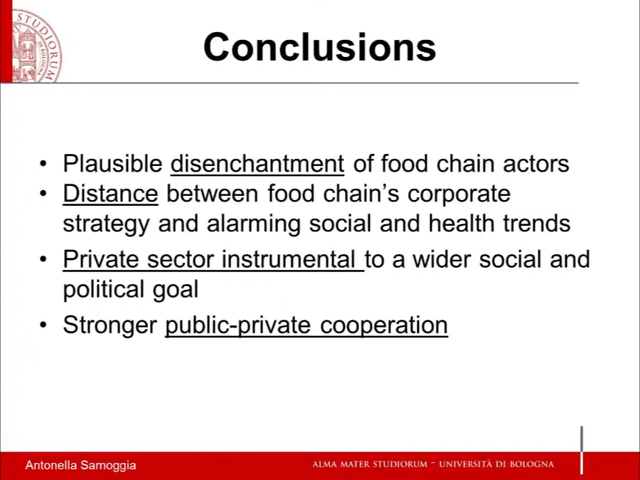 STUDIORUM
Conclusions
• Plausible disenchantment of food chain actors
• Distance between food chain's corporate
strategy and alarming social and health trends
• Private sector instrumental to a wider social and
political goal
• Stronger public-private cooperation
Antonella Samoggia
ALMA MATER STUDIORUM – UNIVERSITÀ DI BOLOGNA